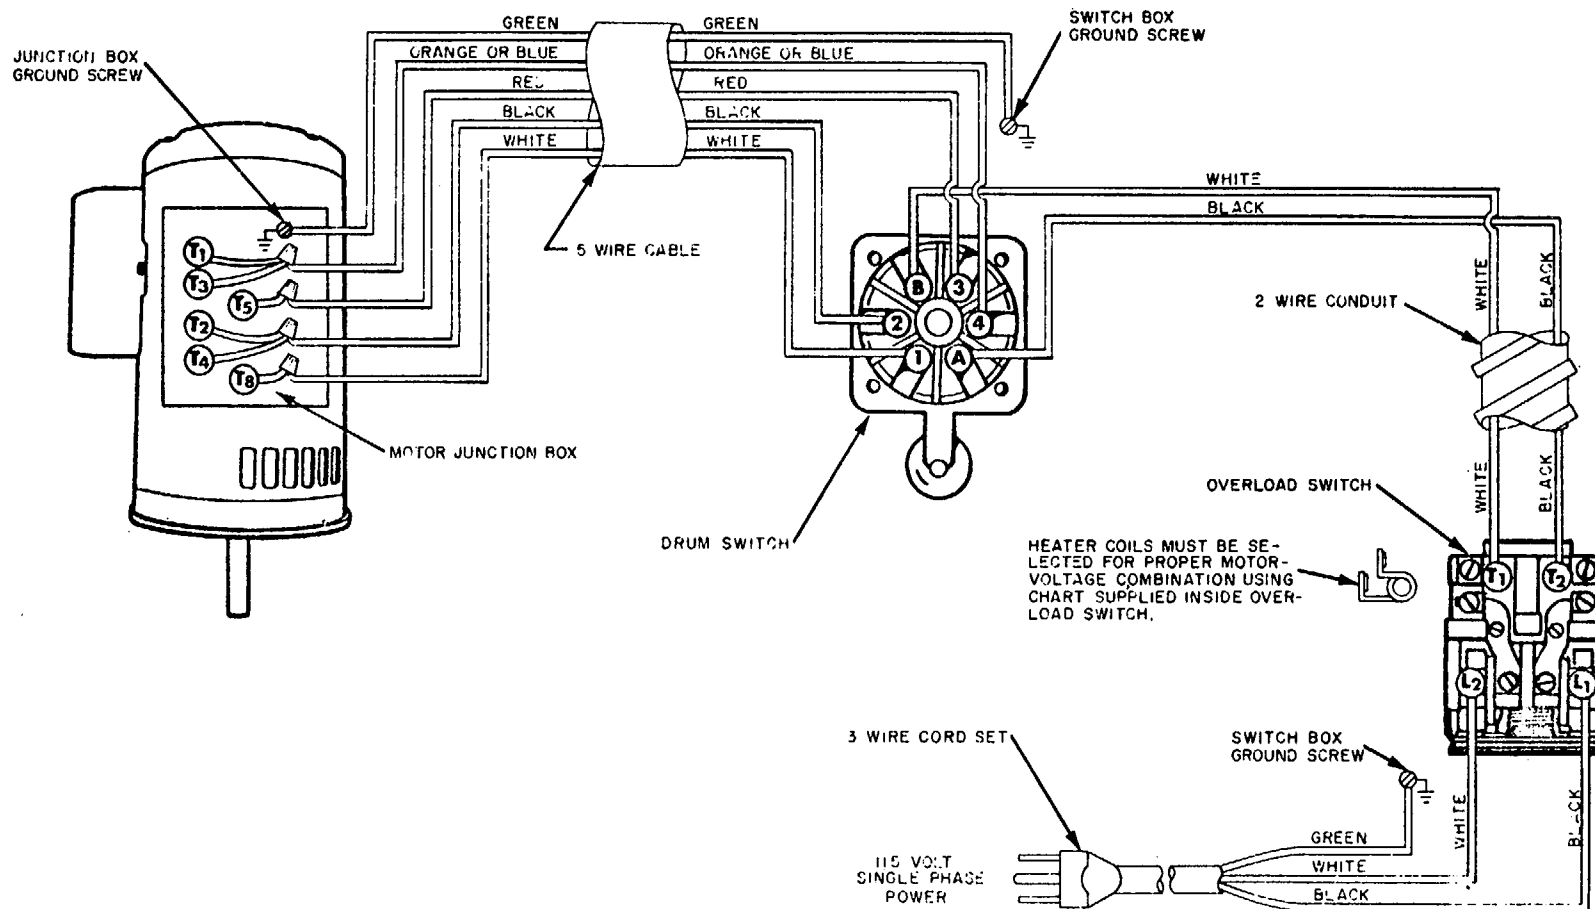 GREEN
GREEN
SWITCH BOX
GROUND SCREW
JUNCTION BOX
GROUND SCREW
ORANGE OR BLUE
ORANGE OR BLUE
RED
RED
BLACK
BLACK
WHITE
WHITE
5 WIRE CABLE
WHITE
BLACK
T1
T3
T5
T2
T4
T8
B
3
2
4
1
A
WHITE
BLACK
2 WIRE CONDUIT
MOTOR JUNCTION BOX
WHITE
BLACK
OVERLOAD SWITCH
DRUM SWITCH
HEATER COILS MUST BE SE-
LECTED FOR PROPER MOTOR-
VOLTAGE COMBINATION USING
CHART SUPPLIED INSIDE OVER-
LOAD SWITCH.
T1
T2
L2
L1
3 WIRE CORD SET
SWITCH BOX
GROUND SCREW
WHITE
BLACK
GREEN
115 VOLT
SINGLE PHASE
POWER
WHITE
BLACK